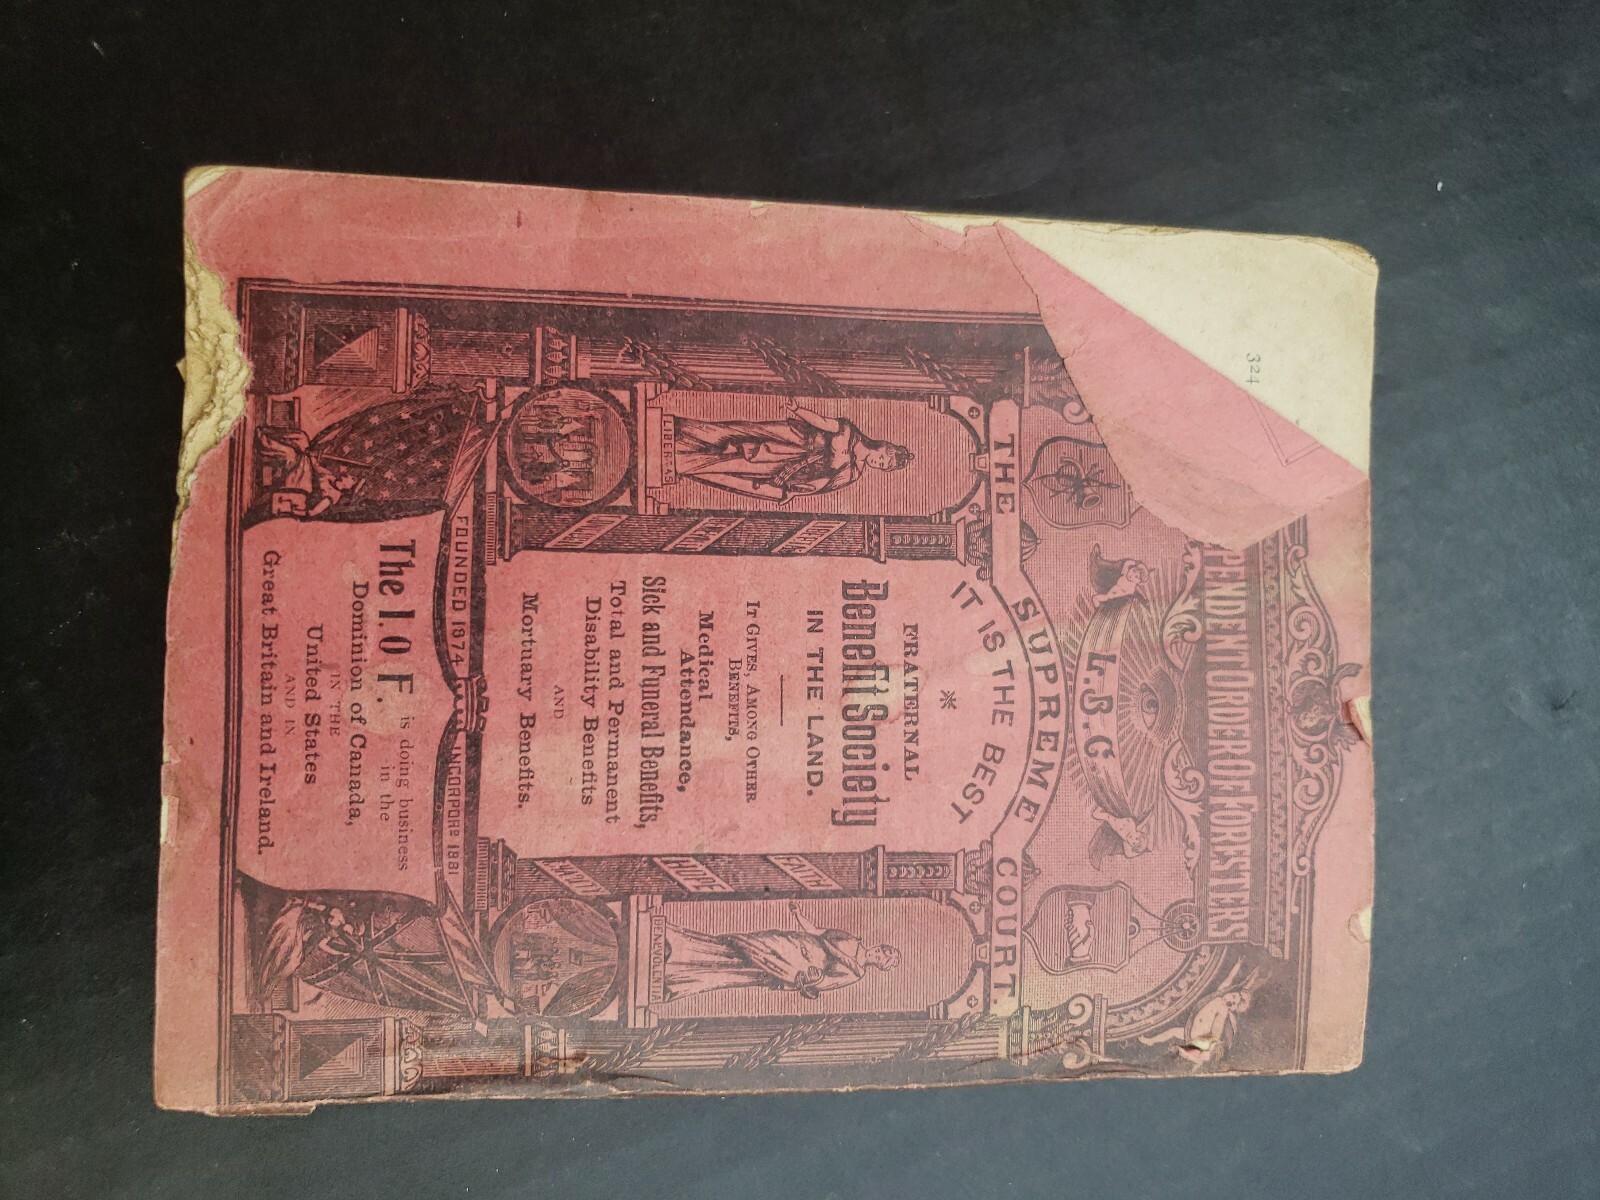 PENDENT ORDER OF FORESTERS
324
L.B.C
THE SUPREME COURT.
IT IS THE BEST
FRATERNAL
Benefit Society
IN THE LAND.
IT GIVES, AMONG OTHER
BENEFITS,
Medical
Attendance,
Sick and Funeral Benefits,
Total and Permanent
Disability Benefits
AND
Mortuary Benefits.
LIBERTAS
BENEVOLENTIA
FAITH
HOPE
FOUNDED 1874
INCORPORD 1881
The I. O F. is doing business
in the
Dominion of Canada,
IN THE
United States
AND IN
Great Britain and Ireland.